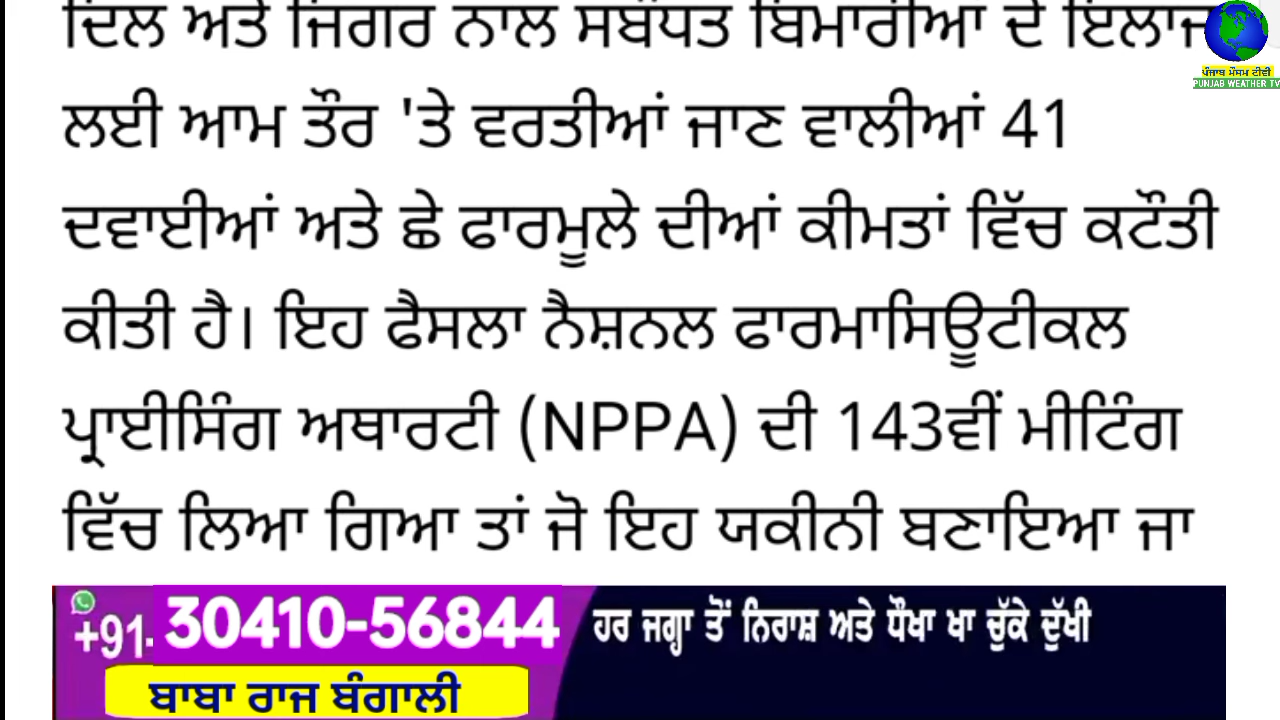 ਦਿਲ ਅਤੇ ਜਿਗਰ ਨਾਲ ਸਬੰਧਤ ਬਿਮਾਰੀਆਂ ਦੇ ਇਲਾਜ
ਲਈ ਆਮ ਤੌਰ 'ਤੇ ਵਰਤੀਆਂ ਜਾਣ ਵਾਲੀਆਂ 41
ਦਵਾਈਆਂ ਅਤੇ ਛੇ ਫਾਰਮੂਲੇ ਦੀਆਂ ਕੀਮਤਾਂ ਵਿੱਚ ਕਟੌਤੀ
ਕੀਤੀ ਹੈ। ਇਹ ਫੈਸਲਾ ਨੈਸ਼ਨਲ ਫਾਰਮਾਸਿਊਟੀਕਲ
ਪ੍ਰਾਈਸਿੰਗ ਅਥਾਰਟੀ (NPPA) ਦੀ 143ਵੀਂ ਮੀਟਿੰਗ
ਵਿੱਚ ਲਿਆ ਗਿਆ ਤਾਂ ਜੋ ਇਹ ਯਕੀਨੀ ਬਣਾਇਆ ਜਾ
ਪੰਜਾਬ ਮੌਸਮ ਟੀਵੀ
PUNJAB WEATHER TV
+91. 30410-56844
ਬਾਬਾ ਰਾਜ ਬੰਗਾਲੀ
ਹਰ ਜਗ੍ਹਾ ਤੋਂ ਨਿਰਾਸ਼ ਅਤੇ ਧੌਖਾ ਖਾ ਚੁੱਕੇ ਦੁੱਖੀ